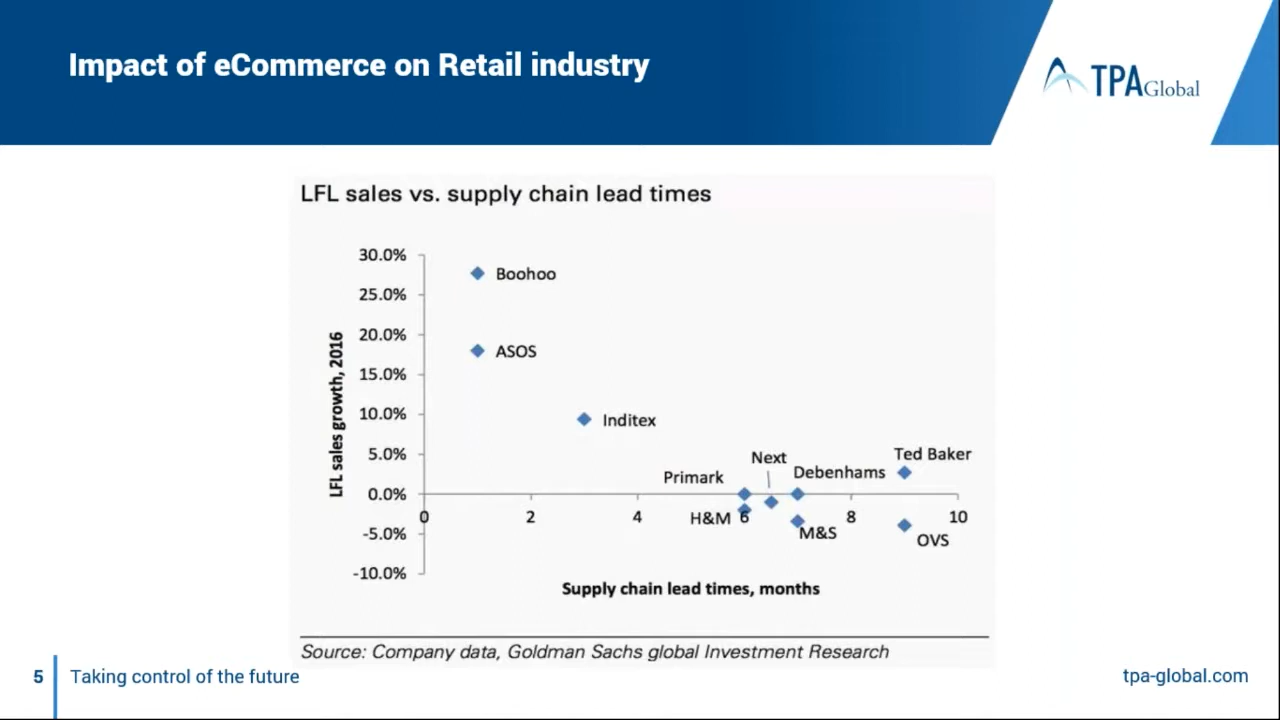 Impact of eCommerce on Retail industry
TPAGlobal
LFL sales vs. supply chain lead times
LFL sales growth, 2016
30.0%
25.0%
20.0%
15.0%
10.0%
5.0%
0.0%
-5.0%
-10.0%
Boohoo
ASOS
Inditex
Ted Baker
Next
Debenhams
Primark
H&M
M&S
OVS
0 2 4 6 8 10
Supply chain lead times, months
Source: Company data, Goldman Sachs global Investment Research
5 Taking control of the future
tpa-global.com